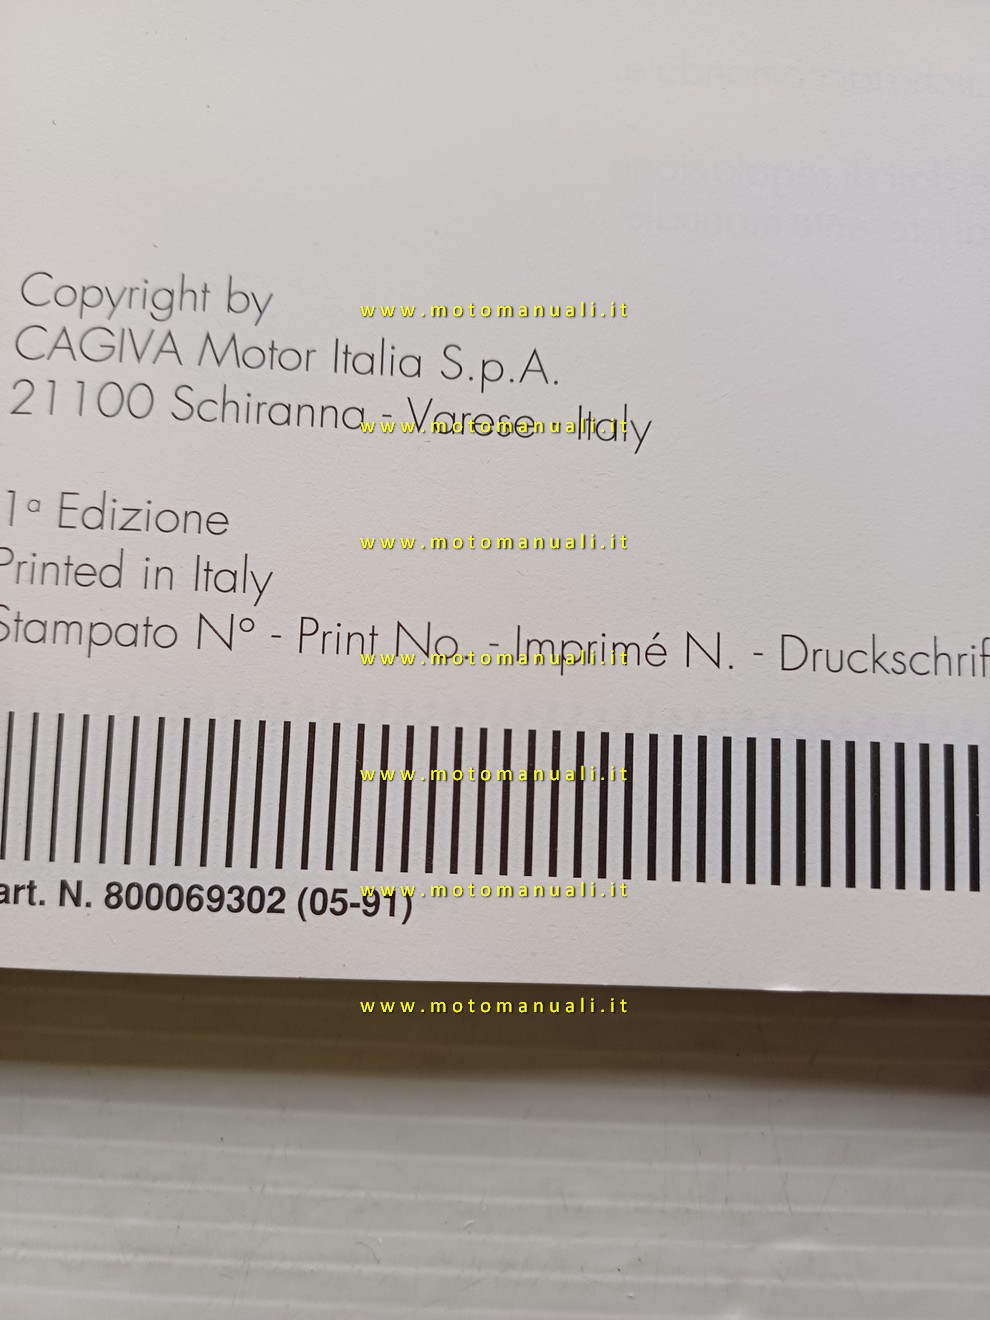 Copyright by
CAGIVA Motor Italia S.p.A.
21100 Schiranna - Varese - Italy
1ª Edizione
Printed in Italy
Stampato N° - Print No. - Imprimé N. - Druckschrif
art. N. 800069302 (05-91)
www.motomanuali.it
www.motomanuali.it
www.motomanuali.it
www.motomanuali.it
www.motomanuali.it
www.motomanuali.it
www.motomanuali.it